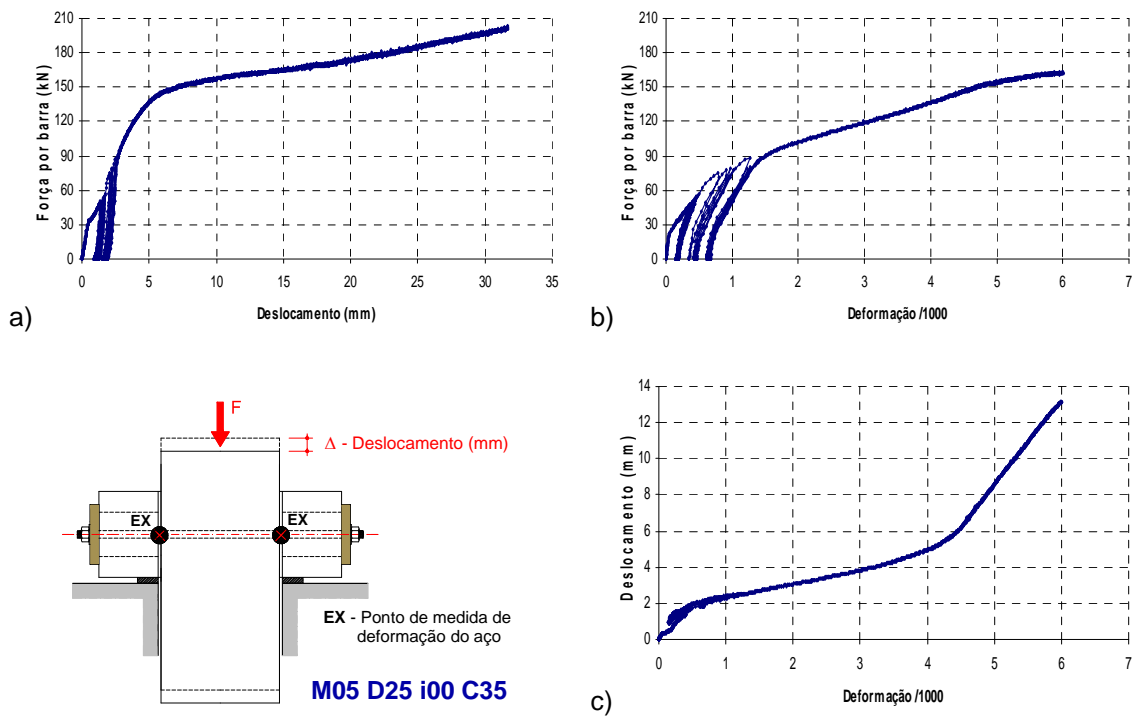 210
180
150
120
90
60
30
0
Força por barra (kN)
0 5 10 15 20 25 30 35
Deslocamento (mm)
a)
210
180
150
120
90
60
30
0
Força por barra (kN)
0 1 2 3 4 5 6 7
Deformação /1000
b)
F
Δ - Deslocamento (mm)
EX EX
EX - Ponto de medida de
deformação do aço
M05 D25 i00 C35
14
12
10
8
6
4
2
0
Deslocamento (mm)
0 1 2 3 4 5 6 7
Deformação /1000
c)